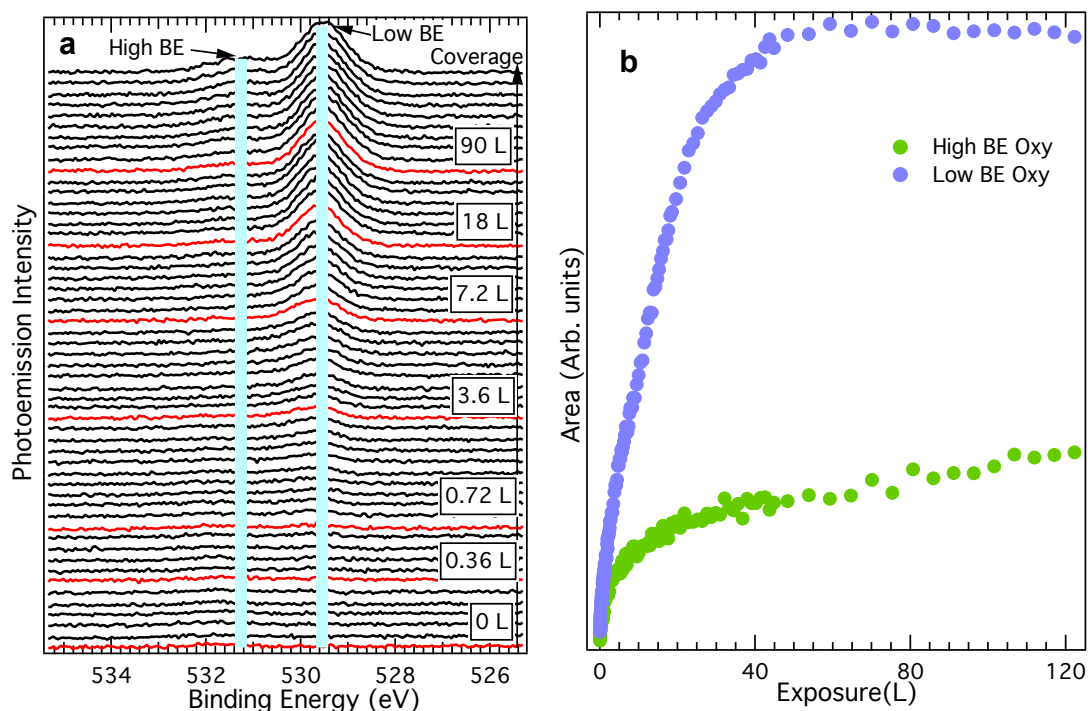 a
High BE
Low BE
Coverage
90 L
18 L
7.2 L
3.6 L
0.72 L
0.36 L
0 L
Photoemission Intensity
534
532
530
528
526
Binding Energy (eV)
b
High BE Oxy
Low BE Oxy
Area (Arb. units)
0
40
80
120
Exposure(L)